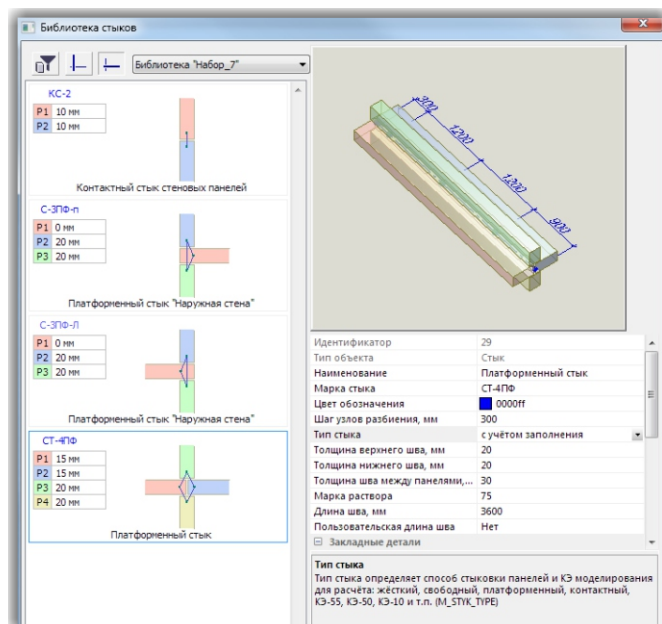 Библиотека стыков
Библиотека "Набор_7"
КС-2
P1 10 мм
P2 10 мм
Контактный стык стеновых панелей
С-3ПФ-п
P1 0 мм
P2 20 мм
P3 20 мм
Платформенный стык "Наружная стена"
С-3ПФ-Л
P1 0 мм
P2 20 мм
P3 20 мм
Платформенный стык "Наружная стена"
СТ-4ПФ
P1 15 мм
P2 15 мм
P3 20 мм
P4 20 мм
Платформенный стык
300
1200
1200
900
Идентификатор 29
Тип объекта Стык
Наименование Платформенный стык
Марка стыка СТ-4ПФ
Цвет обозначения 0000ff
Шаг узлов разбиения, мм 300
Тип стыка с учётом заполнения
Толщина верхнего шва, мм 20
Толщина нижнего шва, мм 20
Толщина шва между панелями,... 30
Марка раствора 75
Длина шва, мм 3600
Пользовательская длина шва Нет
Закладные детали
Тип стыка
Тип стыка определяет способ стыковки панелей и КЭ моделирования
для расчёта: жёсткий, свободный, платформенный, контактный,
КЭ-55, КЭ-50, КЭ-10 и т.п. (M_STYK_TYPE)